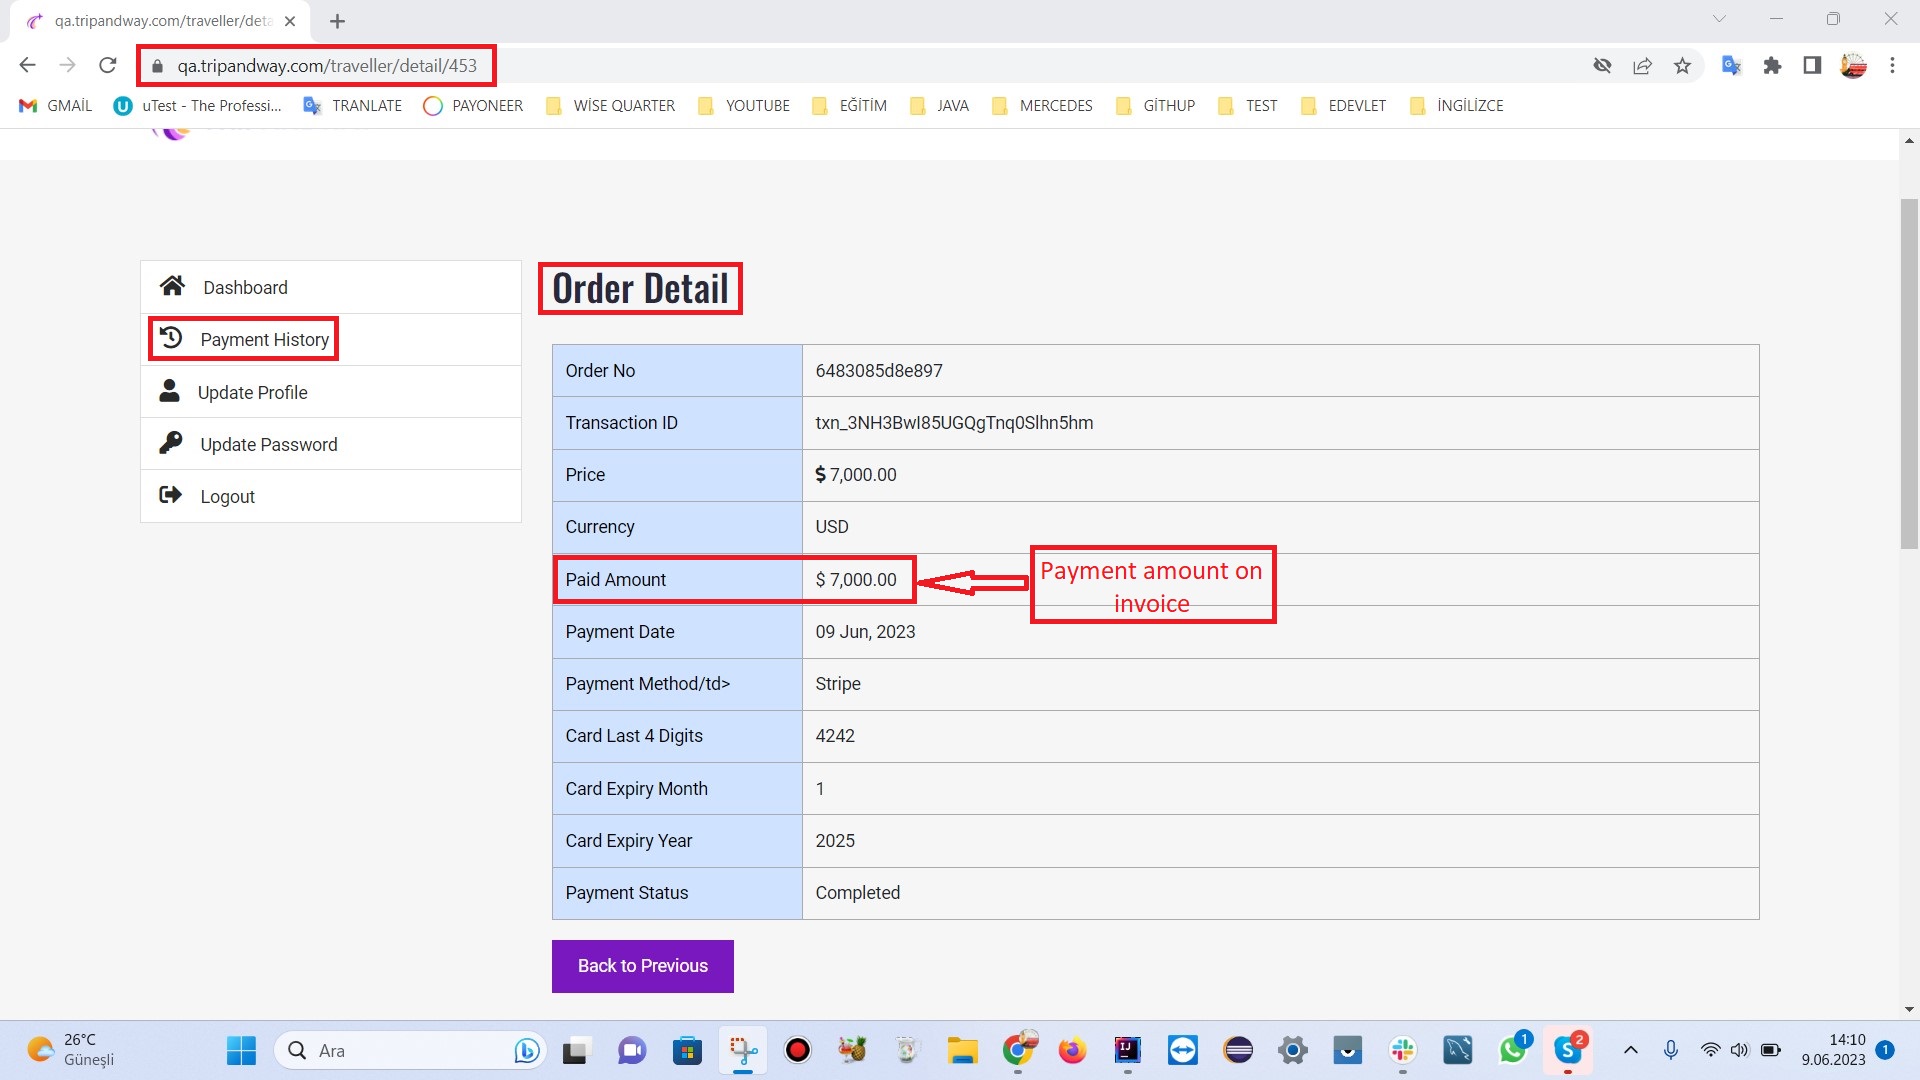 qa.tripandway.com/traveller/deta
qa.tripandway.com/traveller/detail/453
GMAİL
uTest - The Professi...
TRANLATE
PAYONEER
WİSE QUARTER
YOUTUBE
EĞİTİM
JAVA
MERCEDES
GİTHUP
TEST
EDEVLET
İNGİLİZCE
Dashboard
Payment History
Update Profile
Update Password
Logout
Order Detail
Order No 6483085d8e897
Transaction ID txn_3NH3BwI85UGQgTnq0Slhn5hm
Price $ 7,000.00
Currency USD
Paid Amount $ 7,000.00
Payment amount on
invoice
Payment Date 09 Jun, 2023
Payment Method/td> Stripe
Card Last 4 Digits 4242
Card Expiry Month 1
Card Expiry Year 2025
Payment Status Completed
Back to Previous
26°C
Güneşli
Ara
IJ
1
2
14:10
9.06.2023
1